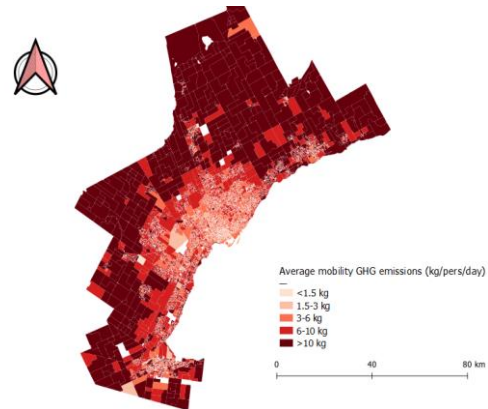 Average mobility GHG emissions (kg/pers/day)
<1.5 kg
1.5-3 kg
3-6 kg
6-10 kg
>10 kg
0 40 80 km